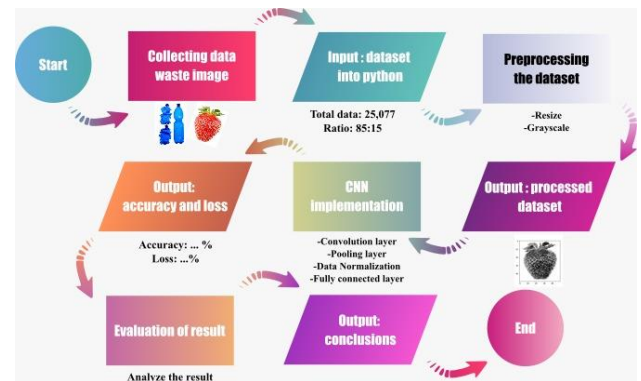 Start
Collecting data
waste image
Input : dataset
into python
Total data: 25,077
Ratio: 85:15
Preprocessing
the dataset
-Resize
-Grayscale
Output : processed
dataset
CNN
implementation
-Convolution layer
-Pooling layer
-Data Normalization
-Fully connected layer
Output:
accuracy and loss
Accuracy: ... %
Loss: ...%
Evaluation of result
Analyze the result
Output:
conclusions
End